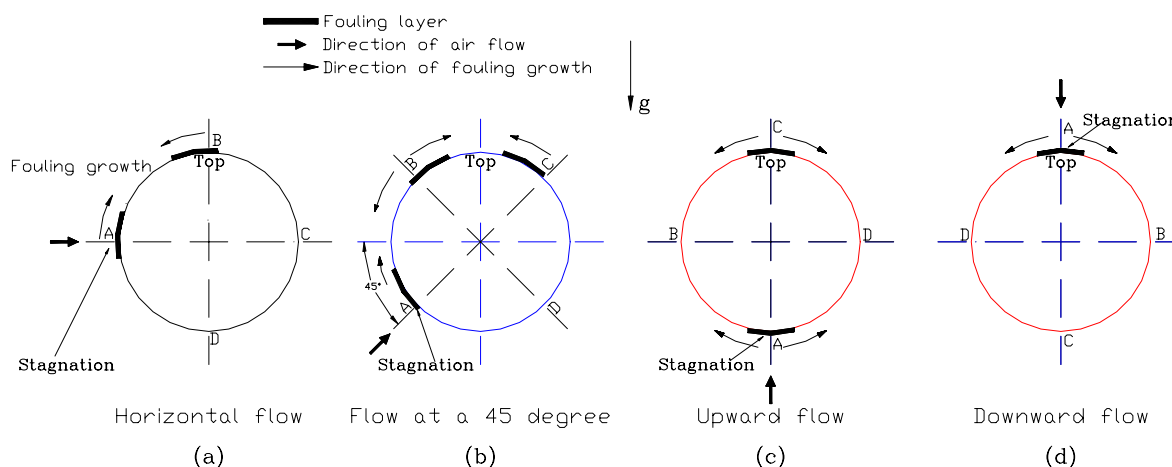 Fouling layer
Direction of air flow
Direction of fouling growth
g
B
Top
Fouling growth
A
C
D
Stagnation
Horizontal flow
(a)
B
Top
C
45°
A
D
Stagnation
Flow at a 45 degree
(b)
C
Top
B
D
Stagnation
A
Upward flow
(c)
A
Stagnation
Top
D
B
C
Downward flow
(d)